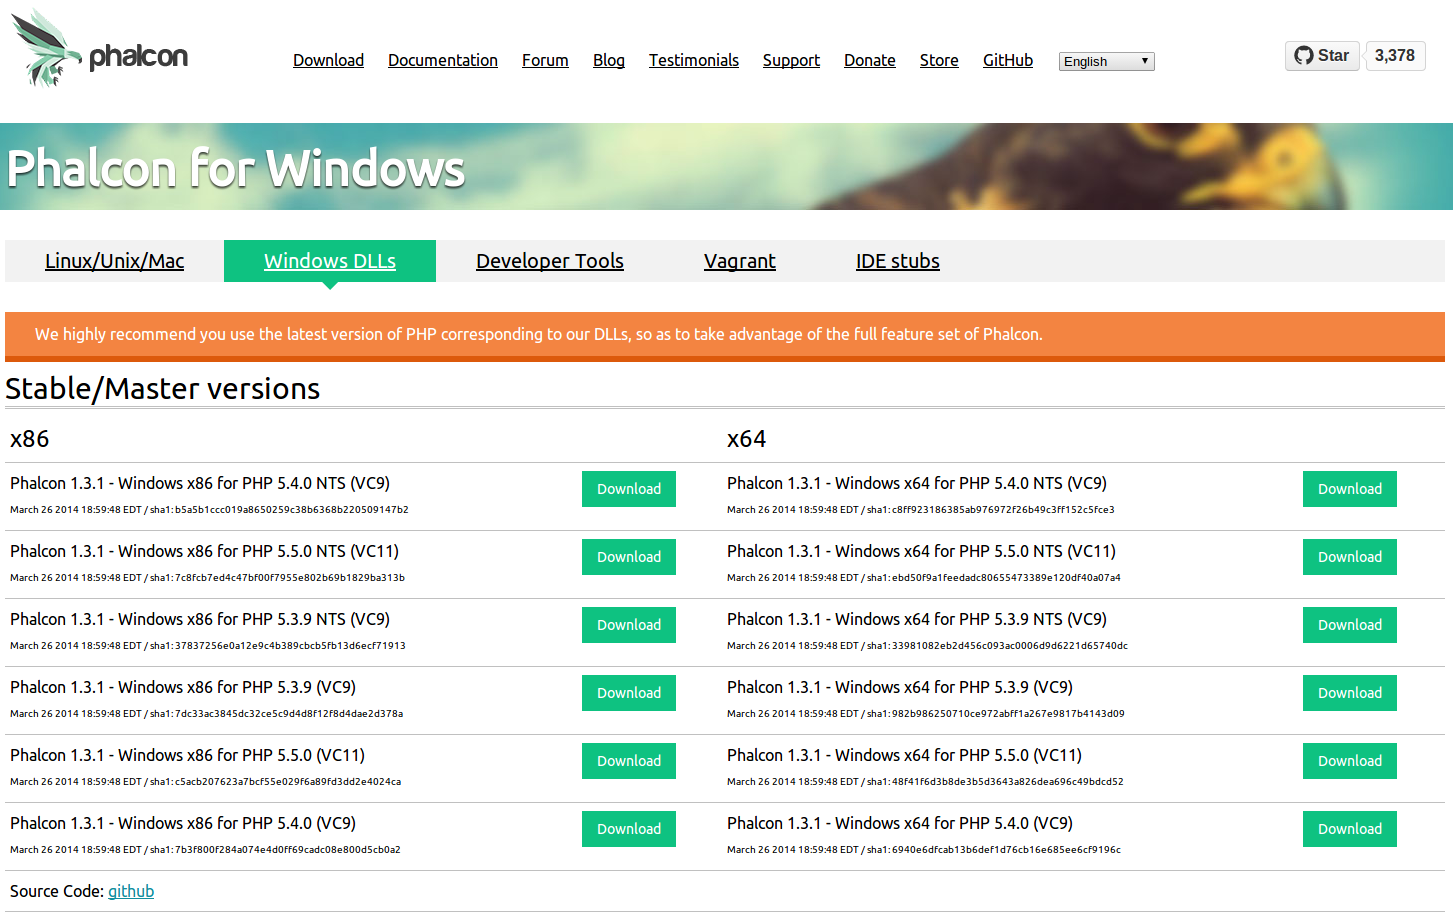 phalcon
Download Documentation Forum Blog Testimonials Support Donate Store GitHub English Star 3,378
Phalcon for Windows
Linux/Unix/Mac Windows DLLs Developer Tools Vagrant IDE stubs
We highly recommend you use the latest version of PHP corresponding to our DLLs, so as to take advantage of the full feature set of Phalcon.
Stable/Master versions
x86 x64
Phalcon 1.3.1 - Windows x86 for PHP 5.4.0 NTS (VC9) Download Phalcon 1.3.1 - Windows x64 for PHP 5.4.0 NTS (VC9) Download
March 26 2014 18:59:48 EDT / sha1: b5a5b1ccc019a8650259c38b6368b220509147b2 March 26 2014 18:59:48 EDT / sha1: c8ff923186385ab976972f26b49c3ff152c5fce3
Phalcon 1.3.1 - Windows x86 for PHP 5.5.0 NTS (VC11) Download Phalcon 1.3.1 - Windows x64 for PHP 5.5.0 NTS (VC11) Download
March 26 2014 18:59:48 EDT / sha1: 7c8fcb7ed4c47bf00f7955e802b69b1829ba313b March 26 2014 18:59:48 EDT / sha1: ebd50f9a1feedadc80655473389e120df40a07a4
Phalcon 1.3.1 - Windows x86 for PHP 5.3.9 NTS (VC9) Download Phalcon 1.3.1 - Windows x64 for PHP 5.3.9 NTS (VC9) Download
March 26 2014 18:59:48 EDT / sha1: 37837256e0a12e9c4b389cbcb5fb13d6ecf71913 March 26 2014 18:59:48 EDT / sha1: 33981082eb2d456c093ac0006d9d6221d65740dc
Phalcon 1.3.1 - Windows x86 for PHP 5.3.9 (VC9) Download Phalcon 1.3.1 - Windows x64 for PHP 5.3.9 (VC9) Download
March 26 2014 18:59:48 EDT / sha1: 7dc33ac3845dc32ce5c9d4d8f12f8d4dae2d378a March 26 2014 18:59:48 EDT / sha1: 982b986250710ce972abff1a267e9817b4143d09
Phalcon 1.3.1 - Windows x86 for PHP 5.5.0 (VC11) Download Phalcon 1.3.1 - Windows x64 for PHP 5.5.0 (VC11) Download
March 26 2014 18:59:48 EDT / sha1: c5acb207623a7bcf55e029f6a89fd3dd2e4024ca March 26 2014 18:59:48 EDT / sha1: 48f41f6d3b8de3b5d3643a826dea696c49bdcd52
Phalcon 1.3.1 - Windows x86 for PHP 5.4.0 (VC9) Download Phalcon 1.3.1 - Windows x64 for PHP 5.4.0 (VC9) Download
March 26 2014 18:59:48 EDT / sha1: 7b3f800f284a074e4d0ff69cadc08e800d5cb0a2 March 26 2014 18:59:48 EDT / sha1: 6940e6dfcab13b6def1d76cb16e685ee6cf9196c
Source Code: github